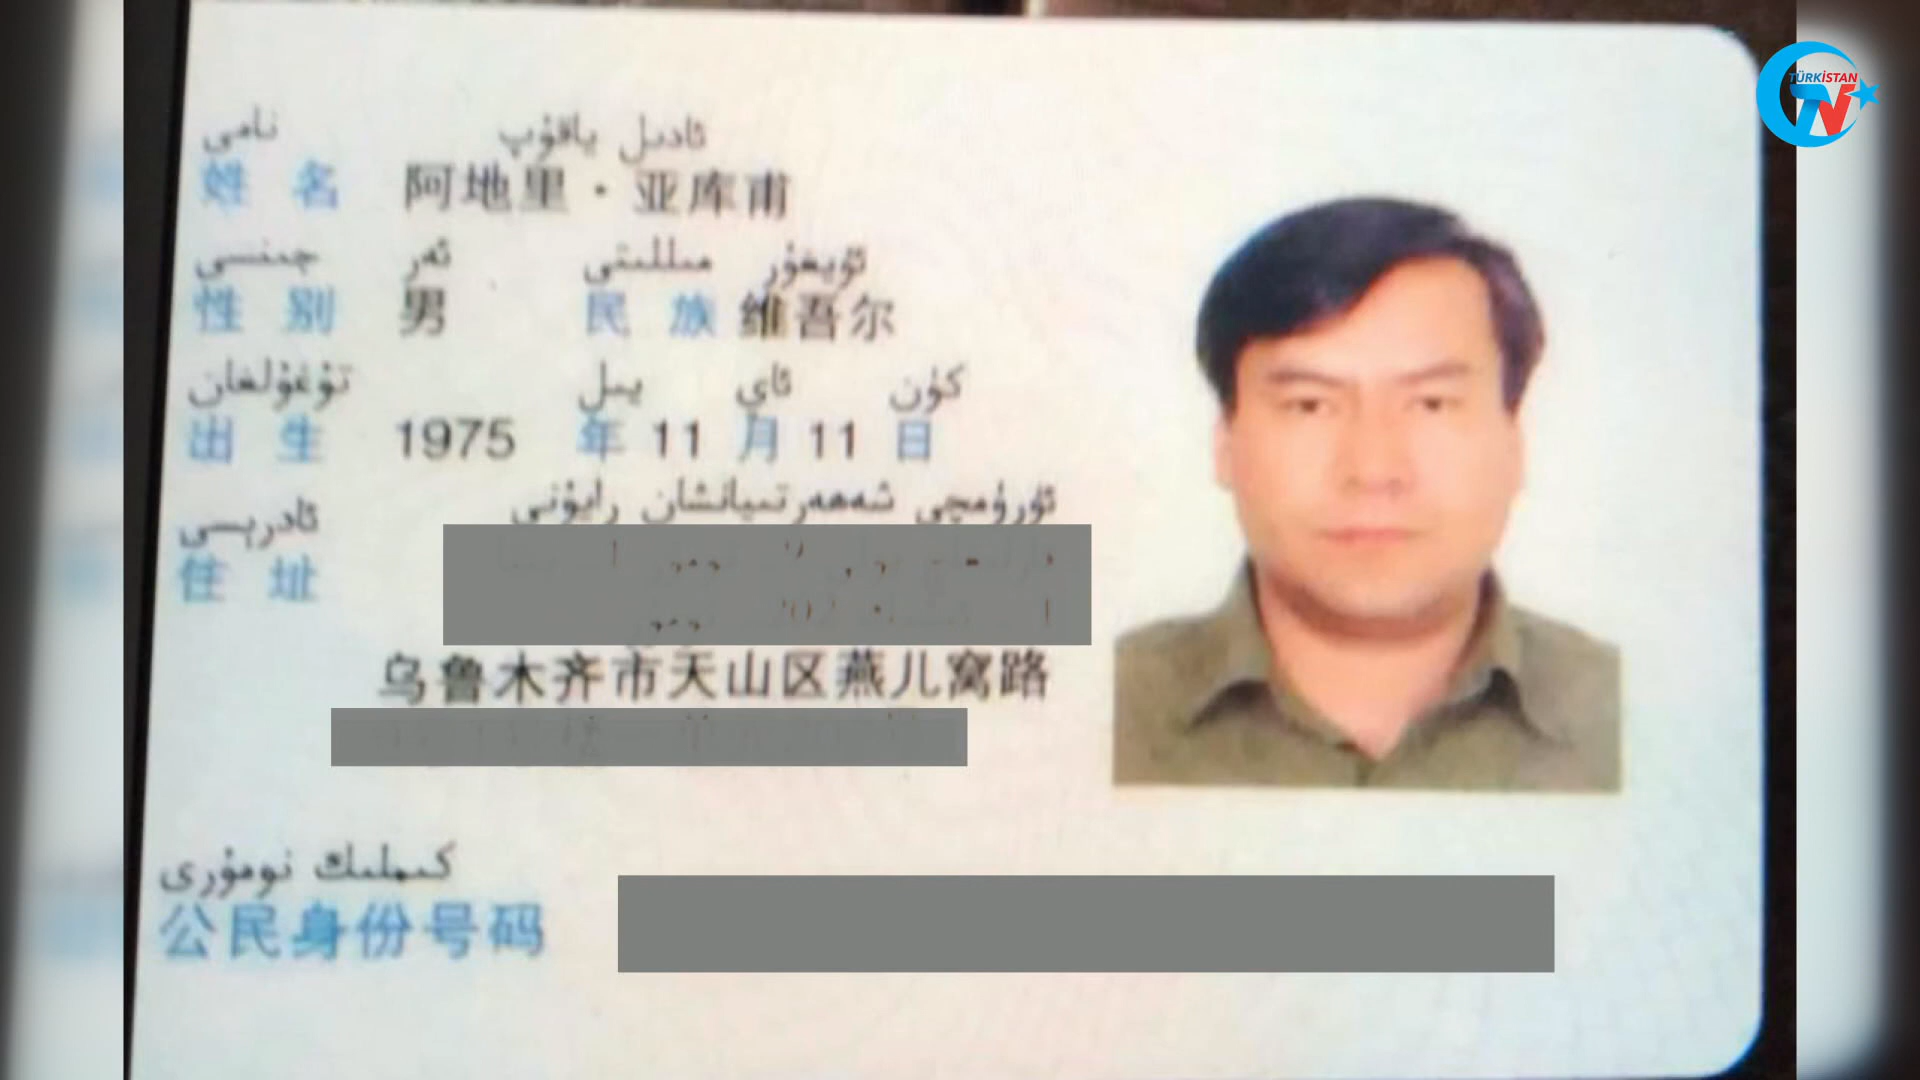 نامى ئادىل ياقۇپ
姓 名 阿地里·亚库甫
جىنسى ئەر مىللىتى ئۇيغۇر
性 别 男 民 族 维吾尔
تۇغۇلغان يىل ئاي كۈن
出 生 1975 年 11 月 11 日
ئادرېسى ئۈرۈمچى شەھەر تىيانشان رايۇنى
住 址
乌鲁木齐市天山区燕儿窝路
كىملىك نومۇرى
公民身份号码
TÜRKİSTAN
TV